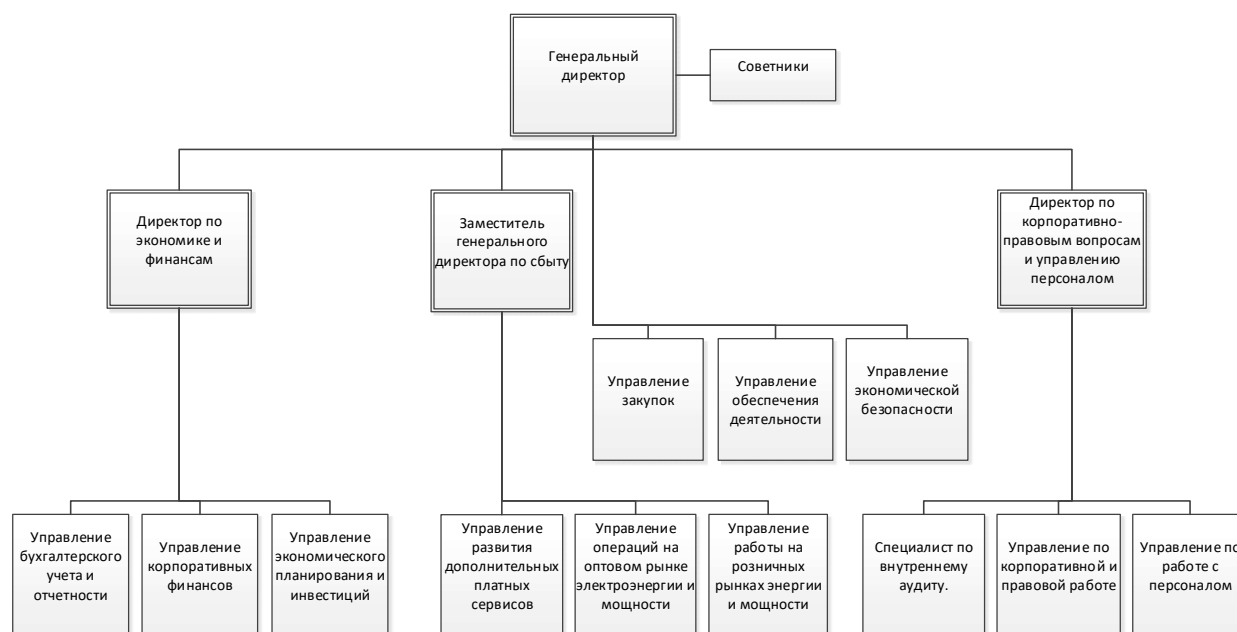 Генеральный
директор
Советники
Директор по
экономике и
финансам
Заместитель
генерального
директора по сбыту
Директор по
корпоративно-
правовым вопросам
и управлению
персоналом
Управление
закупок
Управление
обеспечения
деятельности
Управление
экономической
безопасности
Управление
бухгалтерского
учета и
отчетности
Управление
корпоративных
финансов
Управление
экономического
планирования и
инвестиций
Управление
развития
дополнительных
платных
сервисов
Управление
операций на
оптовом рынке
электроэнергии и
мощности
Управление
работы на
розничных
рынках энергии
и мощности
Специалист по
внутреннему
аудиту.
Управление по
корпоративной и
правовой работе
Управление по
работе с
персоналом